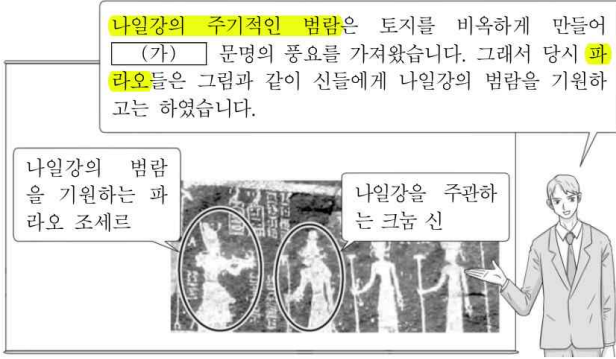 나일강의 주기적인 범람은 토지를 비옥하게 만들어
(가) 문명의 풍요를 가져왔습니다. 그래서 당시 파
라오들은 그림과 같이 신들에게 나일강의 범람을 기원하
고는 하였습니다.
나일강의 범람
을 기원하는 파
라오 조세르
나일강을 주관하
는 크눔 신